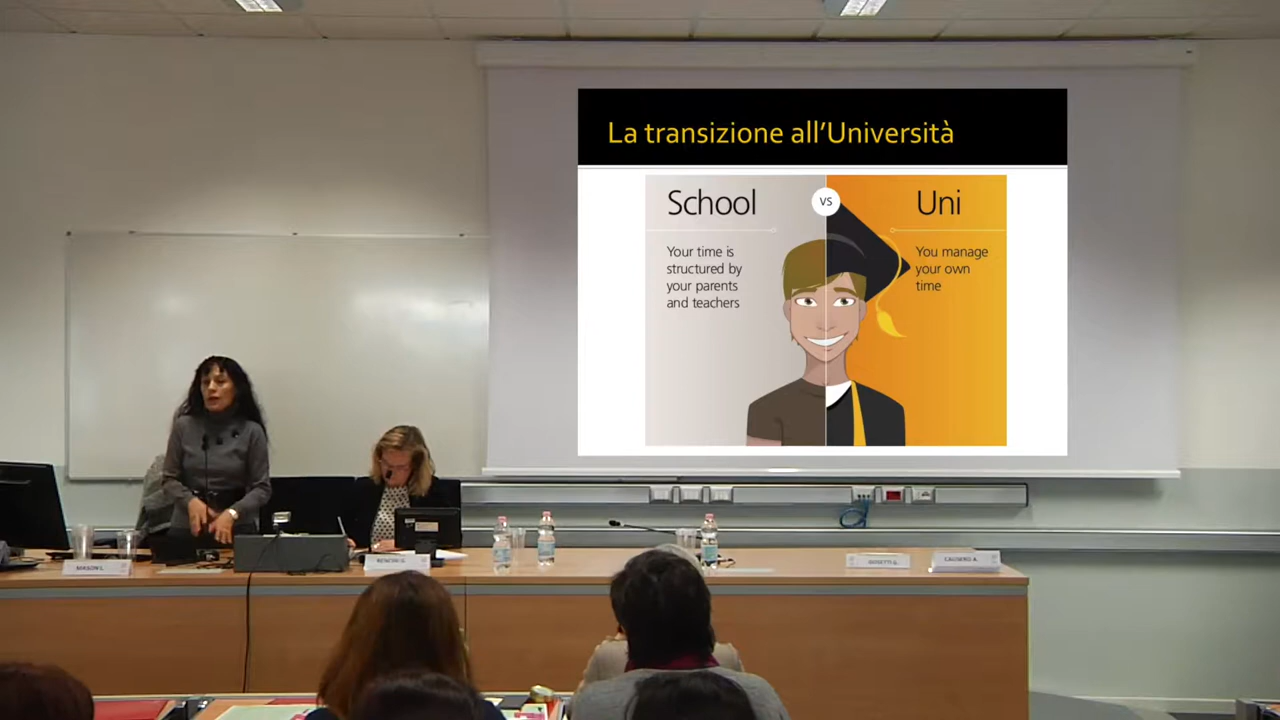 La transizione all'Università
School
VS
Uni
Your time is
structured by
your parents
and teachers
You manage
your own
time